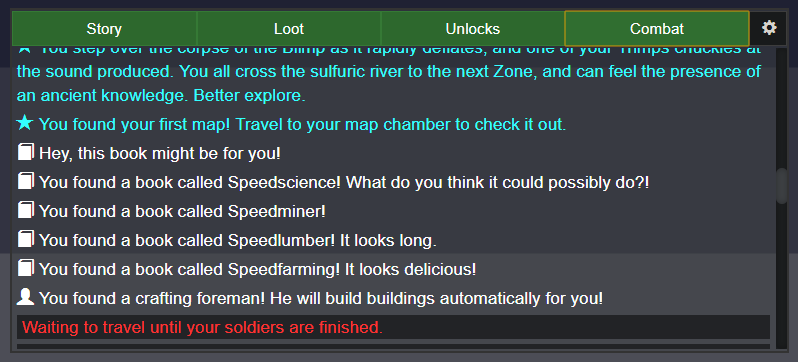 Story
Loot
Unlocks
Combat
You step over the corpse of the Blimp as it rapidly deflates, and one of your Trimps chuckles at
the sound produced. You all cross the sulfuric river to the next Zone, and can feel the presence of
an ancient knowledge. Better explore.
You found your first map! Travel to your map chamber to check it out.
Hey, this book might be for you!
You found a book called Speedscience! What do you think it could possibly do?!
You found a book called Speedminer!
You found a book called Speedlumber! It looks long.
You found a book called Speedfarming! It looks delicious!
You found a crafting foreman! He will build buildings automatically for you!
Waiting to travel until your soldiers are finished.